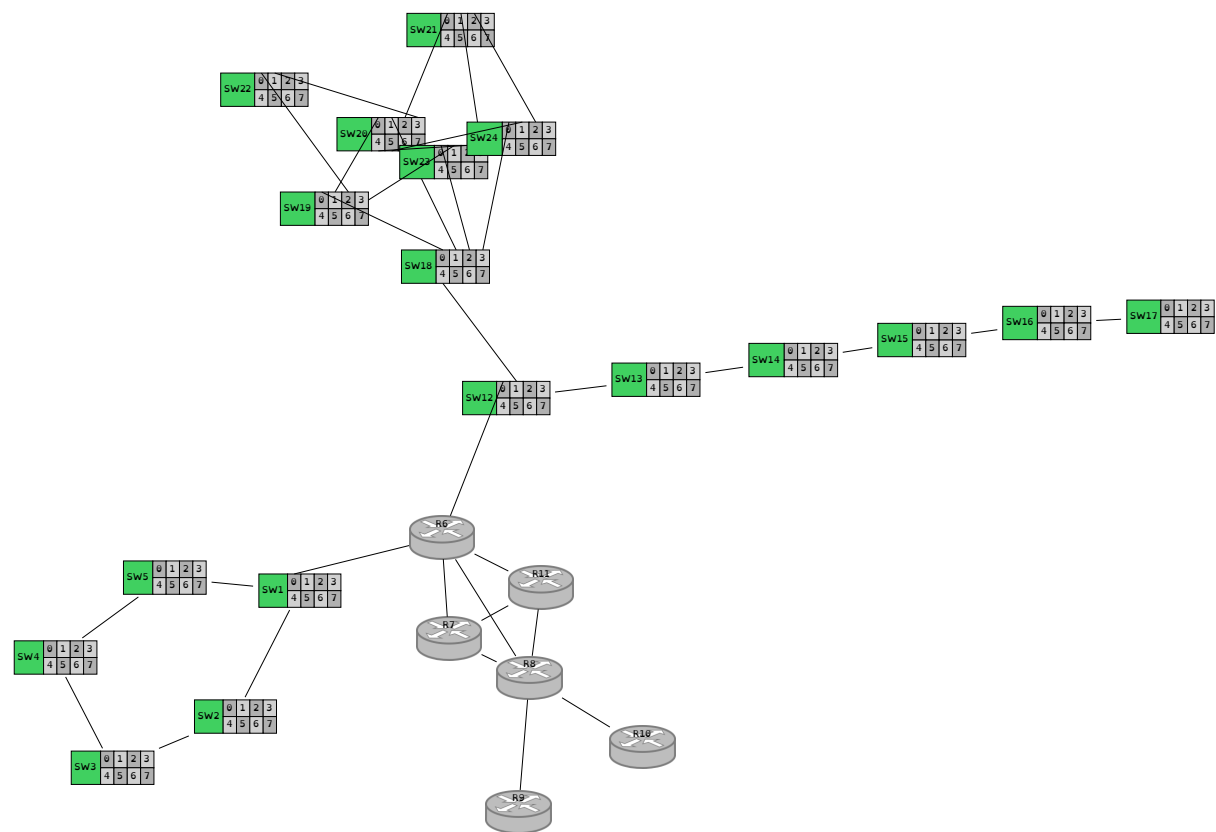 SW21 0 1 2 3
4 5 6 7
SW22 0 1 2 3
4 5 6 7
SW20 0 1 2 3
4 5 6 7
SW24 0 1 2 3
4 5 6 7
SW23 0 1 2
4 5 6 7
SW19 0 1 2 3
4 5 6 7
SW18 0 1 2 3
4 5 6 7
SW17 0 1 2 3
4 5 6 7
SW16 0 1 2 3
4 5 6 7
SW15 0 1 2 3
4 5 6 7
SW14 0 1 2 3
4 5 6 7
SW13 0 1 2 3
4 5 6 7
SW12 0 1 2 3
4 5 6 7
R6
SW5 0 1 2 3
4 5 6 7
SW1 0 1 2 3
4 5 6 7
R11
R7
SW4 0 1 2 3
4 5 6 7
R8
SW2 0 1 2 3
4 5 6 7
R10
SW3 0 1 2 3
4 5 6 7
R9